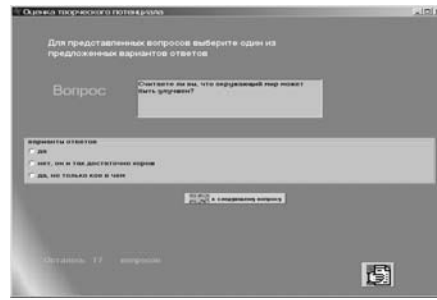 Оценка творческого потенциала
Для представленных вопросов выберите один из
предложенных вариантов ответов
Вопрос
Считаете ли вы, что окружающий мир может
быть улучшен?
варианты ответов
да
нет, он и так достаточно хорош
да, но только кое в чем
к следующему вопросу
Осталось 17 вопросов